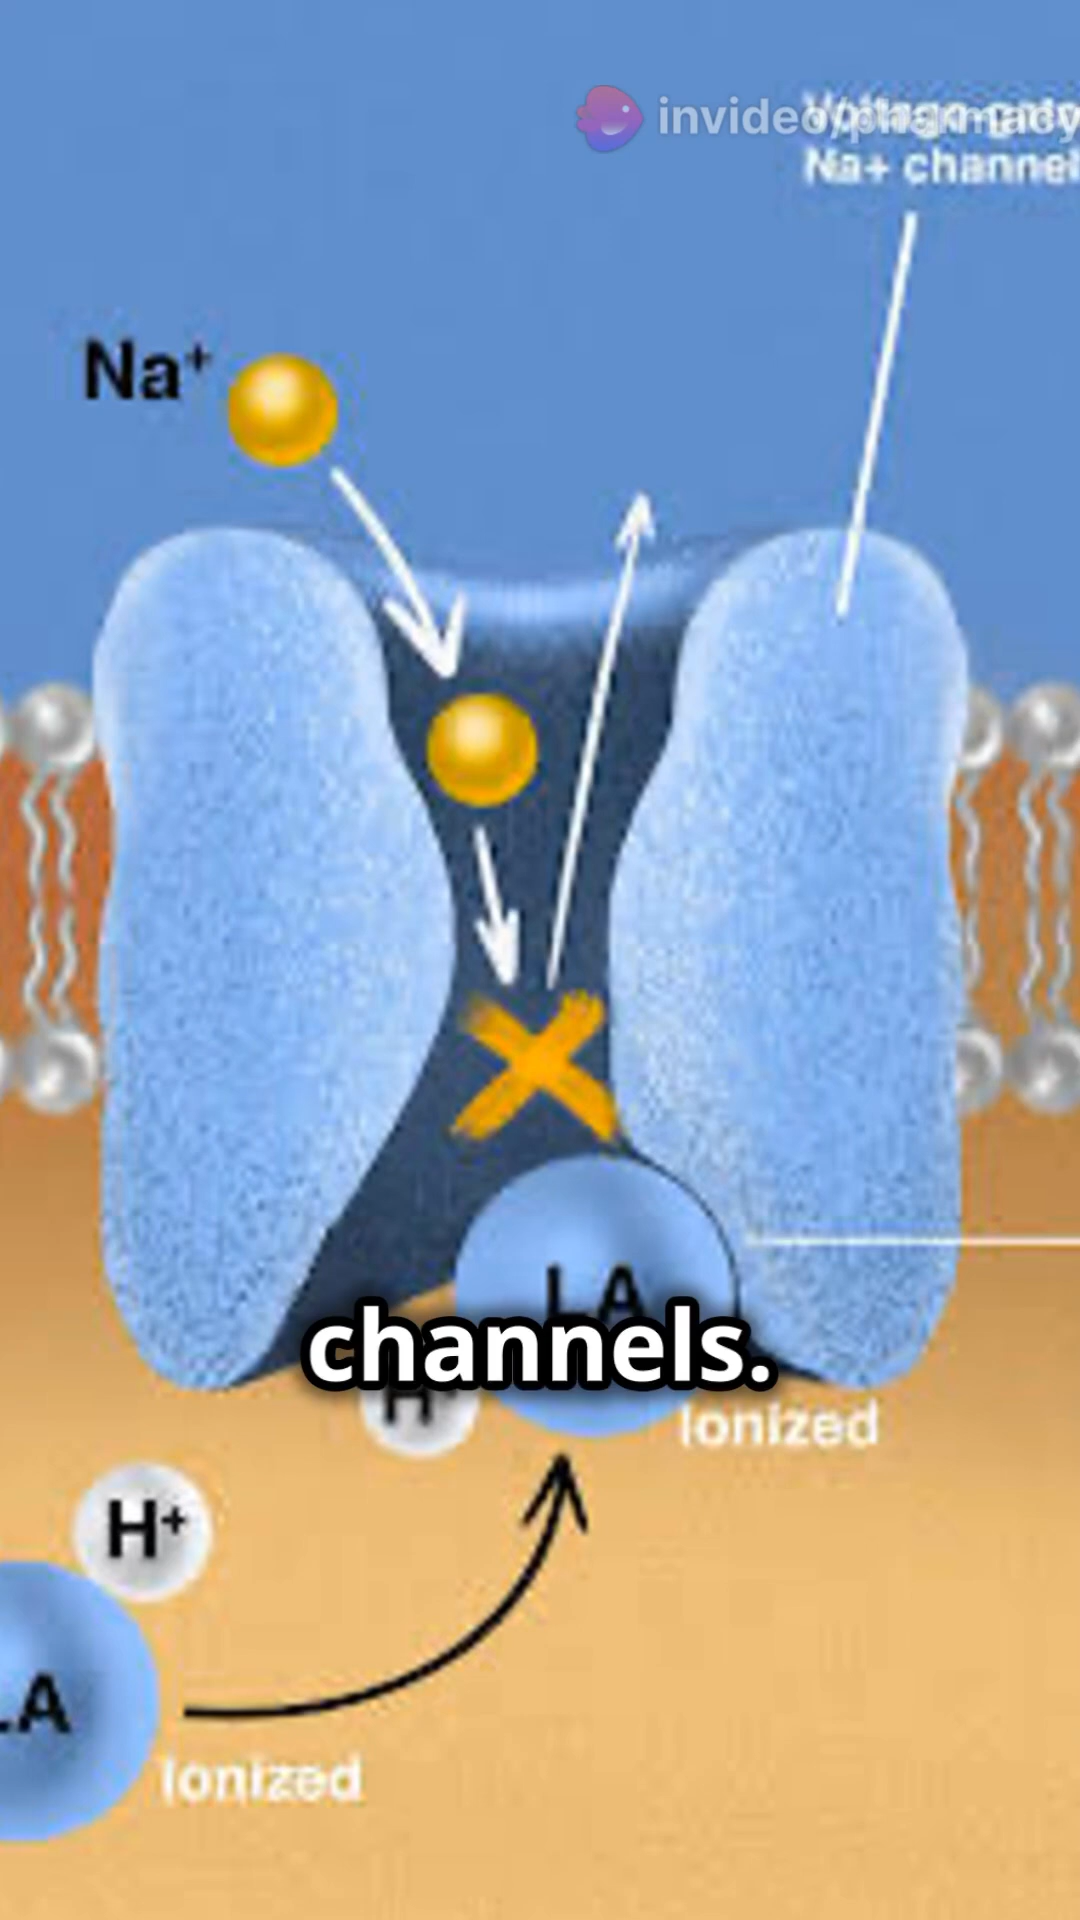 invideo
Na+ channel
Na⁺
LA
channels.
H⁺
Ionized
H⁺
LA
Ionized